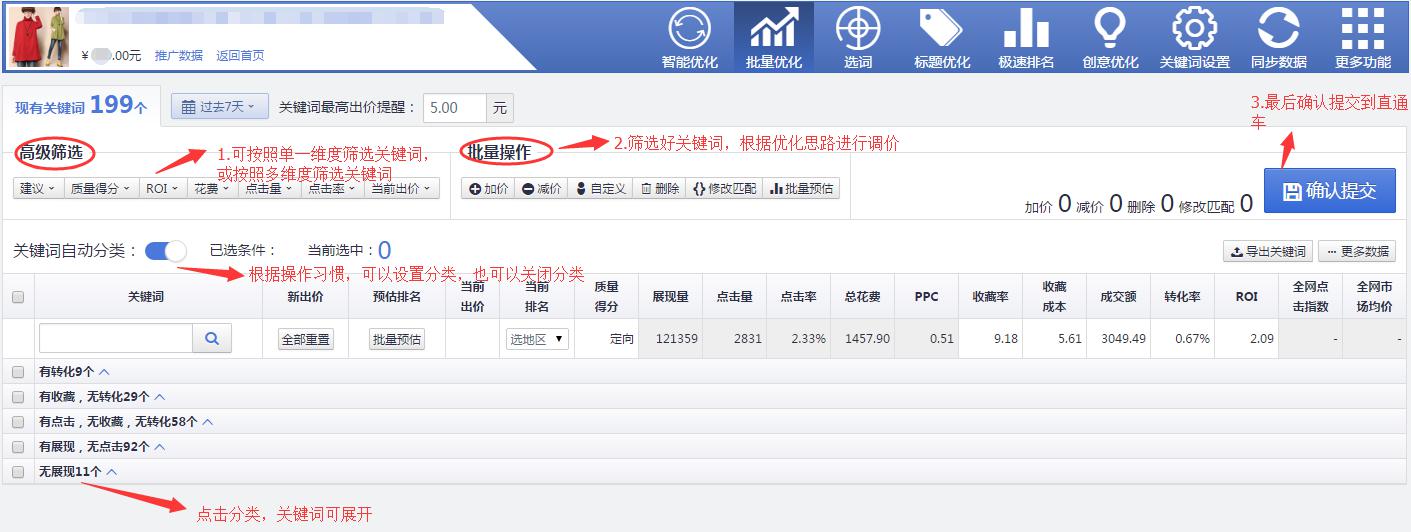 ¥ .00元 推广数据 返回首页
智能优化 批量优化 选词 标题优化 极速排名 创意优化 关键词设置 同步数据 更多功能
现有关键词 199个 过去7天 关键词最高出价提醒： 5.00 元
3.最后确认提交到直通
车
高级筛选
1.可按照单一维度筛选关键词，
或按照多维度筛选关键词
批量操作
2.筛选好关键词，根据优化思路进行调价
建议 质量得分 ROI 花费 点击量 点击率 当前出价
加价 减价 自定义 删除 修改匹配 批量预估
加价 0 减价 0 删除 0 修改匹配 0
确认提交
关键词自动分类： 已选条件： 当前选中：0
导出关键词 ··· 更多数据
根据操作习惯，可以设置分类，也可以关闭分类
关键词 新出价 预估排名 当前出价 当前排名 质量得分 展现量 点击量 点击率 总花费 PPC 收藏率 收藏成本 成交额 转化率 ROI 全网点击指数 全网市场均价
全部重置 批量预估 选地区 定向 121359 2831 2.33% 1457.90 0.51 9.18 5.61 3049.49 0.67% 2.09 - -
有转化9个
有收藏，无转化29个
有点击，无收藏，无转化58个
有展现，无点击92个
无展现11个
点击分类，关键词可展开